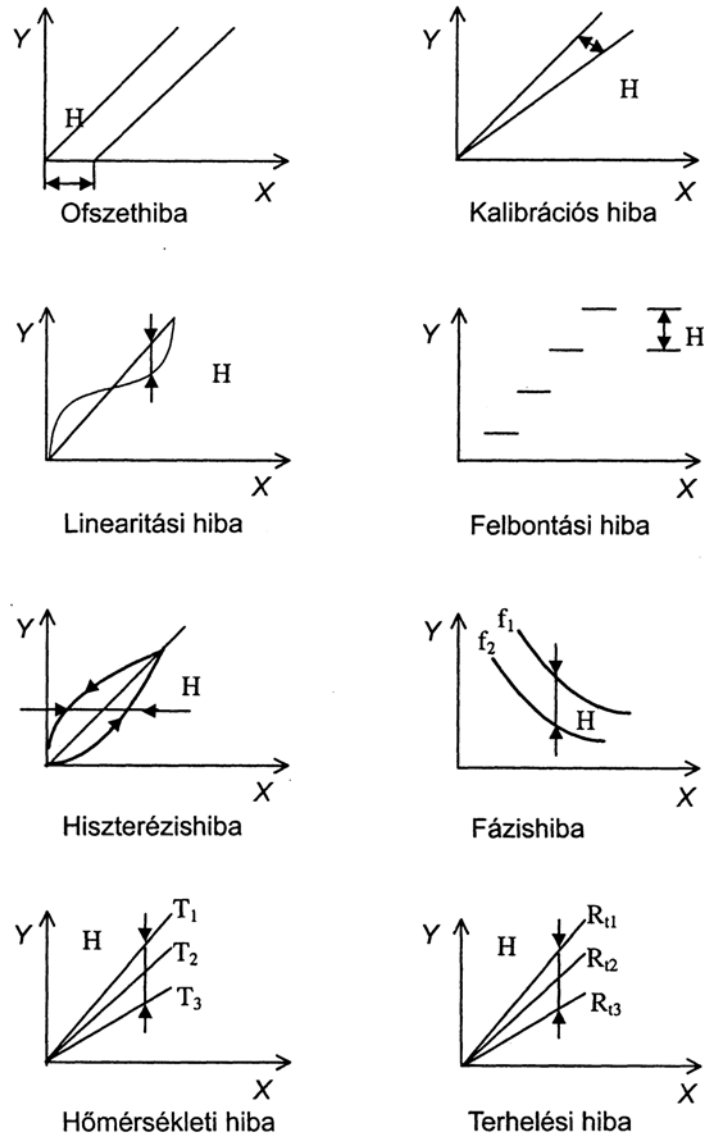 Y
H
X
Ofszethiba
Y
H
X
Kalibrációs hiba
Y
H
X
Linearitási hiba
Y
H
X
Felbontási hiba
Y
H
X
Hiszterézishiba
Y
f₁
f₂
H
X
Fázishiba
Y
H
T₁
T₂
T₃
X
Hőmérsékleti hiba
Y
H
Rt1
Rt2
Rt3
X
Terhelési hiba